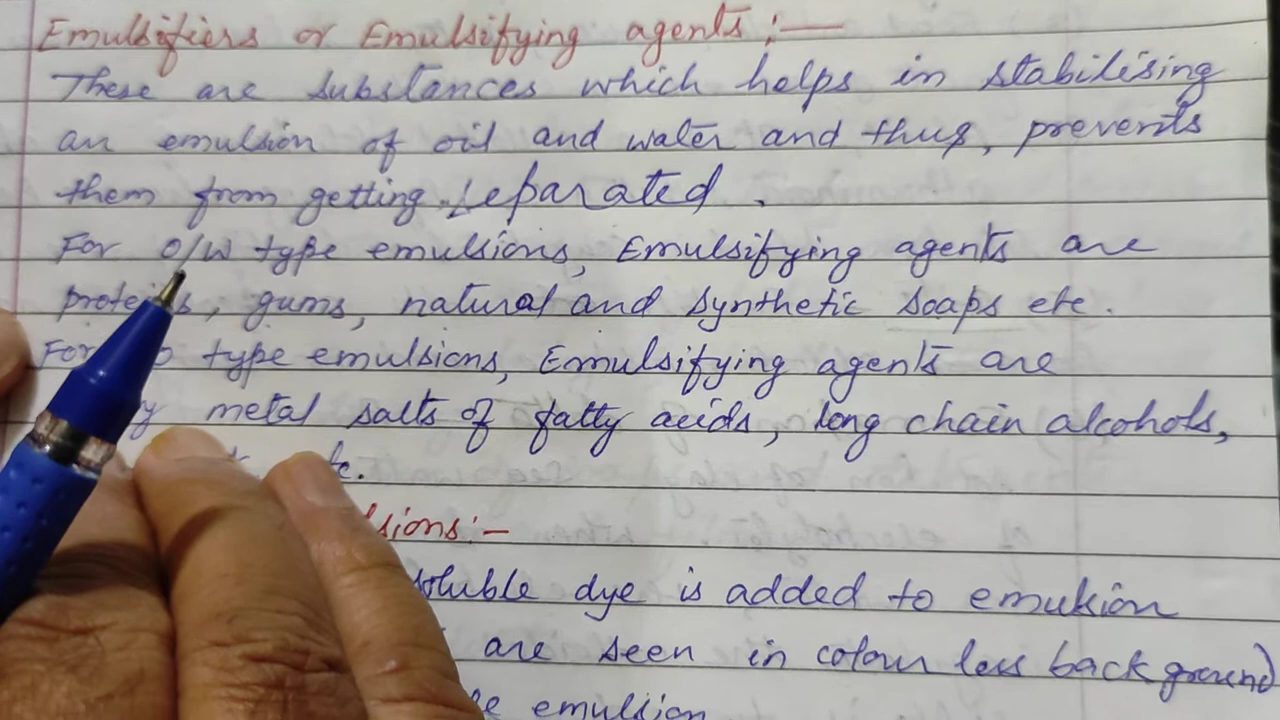 Emulsifiers or Emulsifying agents :—
These are substances which helps in stabilising
an emulsion of oil and water and thus, prevents
them from getting separated.
For O/W type emulsions, Emulsifying agents are
proteins, gums, natural and synthetic soaps etc.
For type emulsions, Emulsifying agents are
metal salts of fatty acids, long chain alcohols,
:-
soluble dye is added to emulsion
are seen in colour less background
emulsion